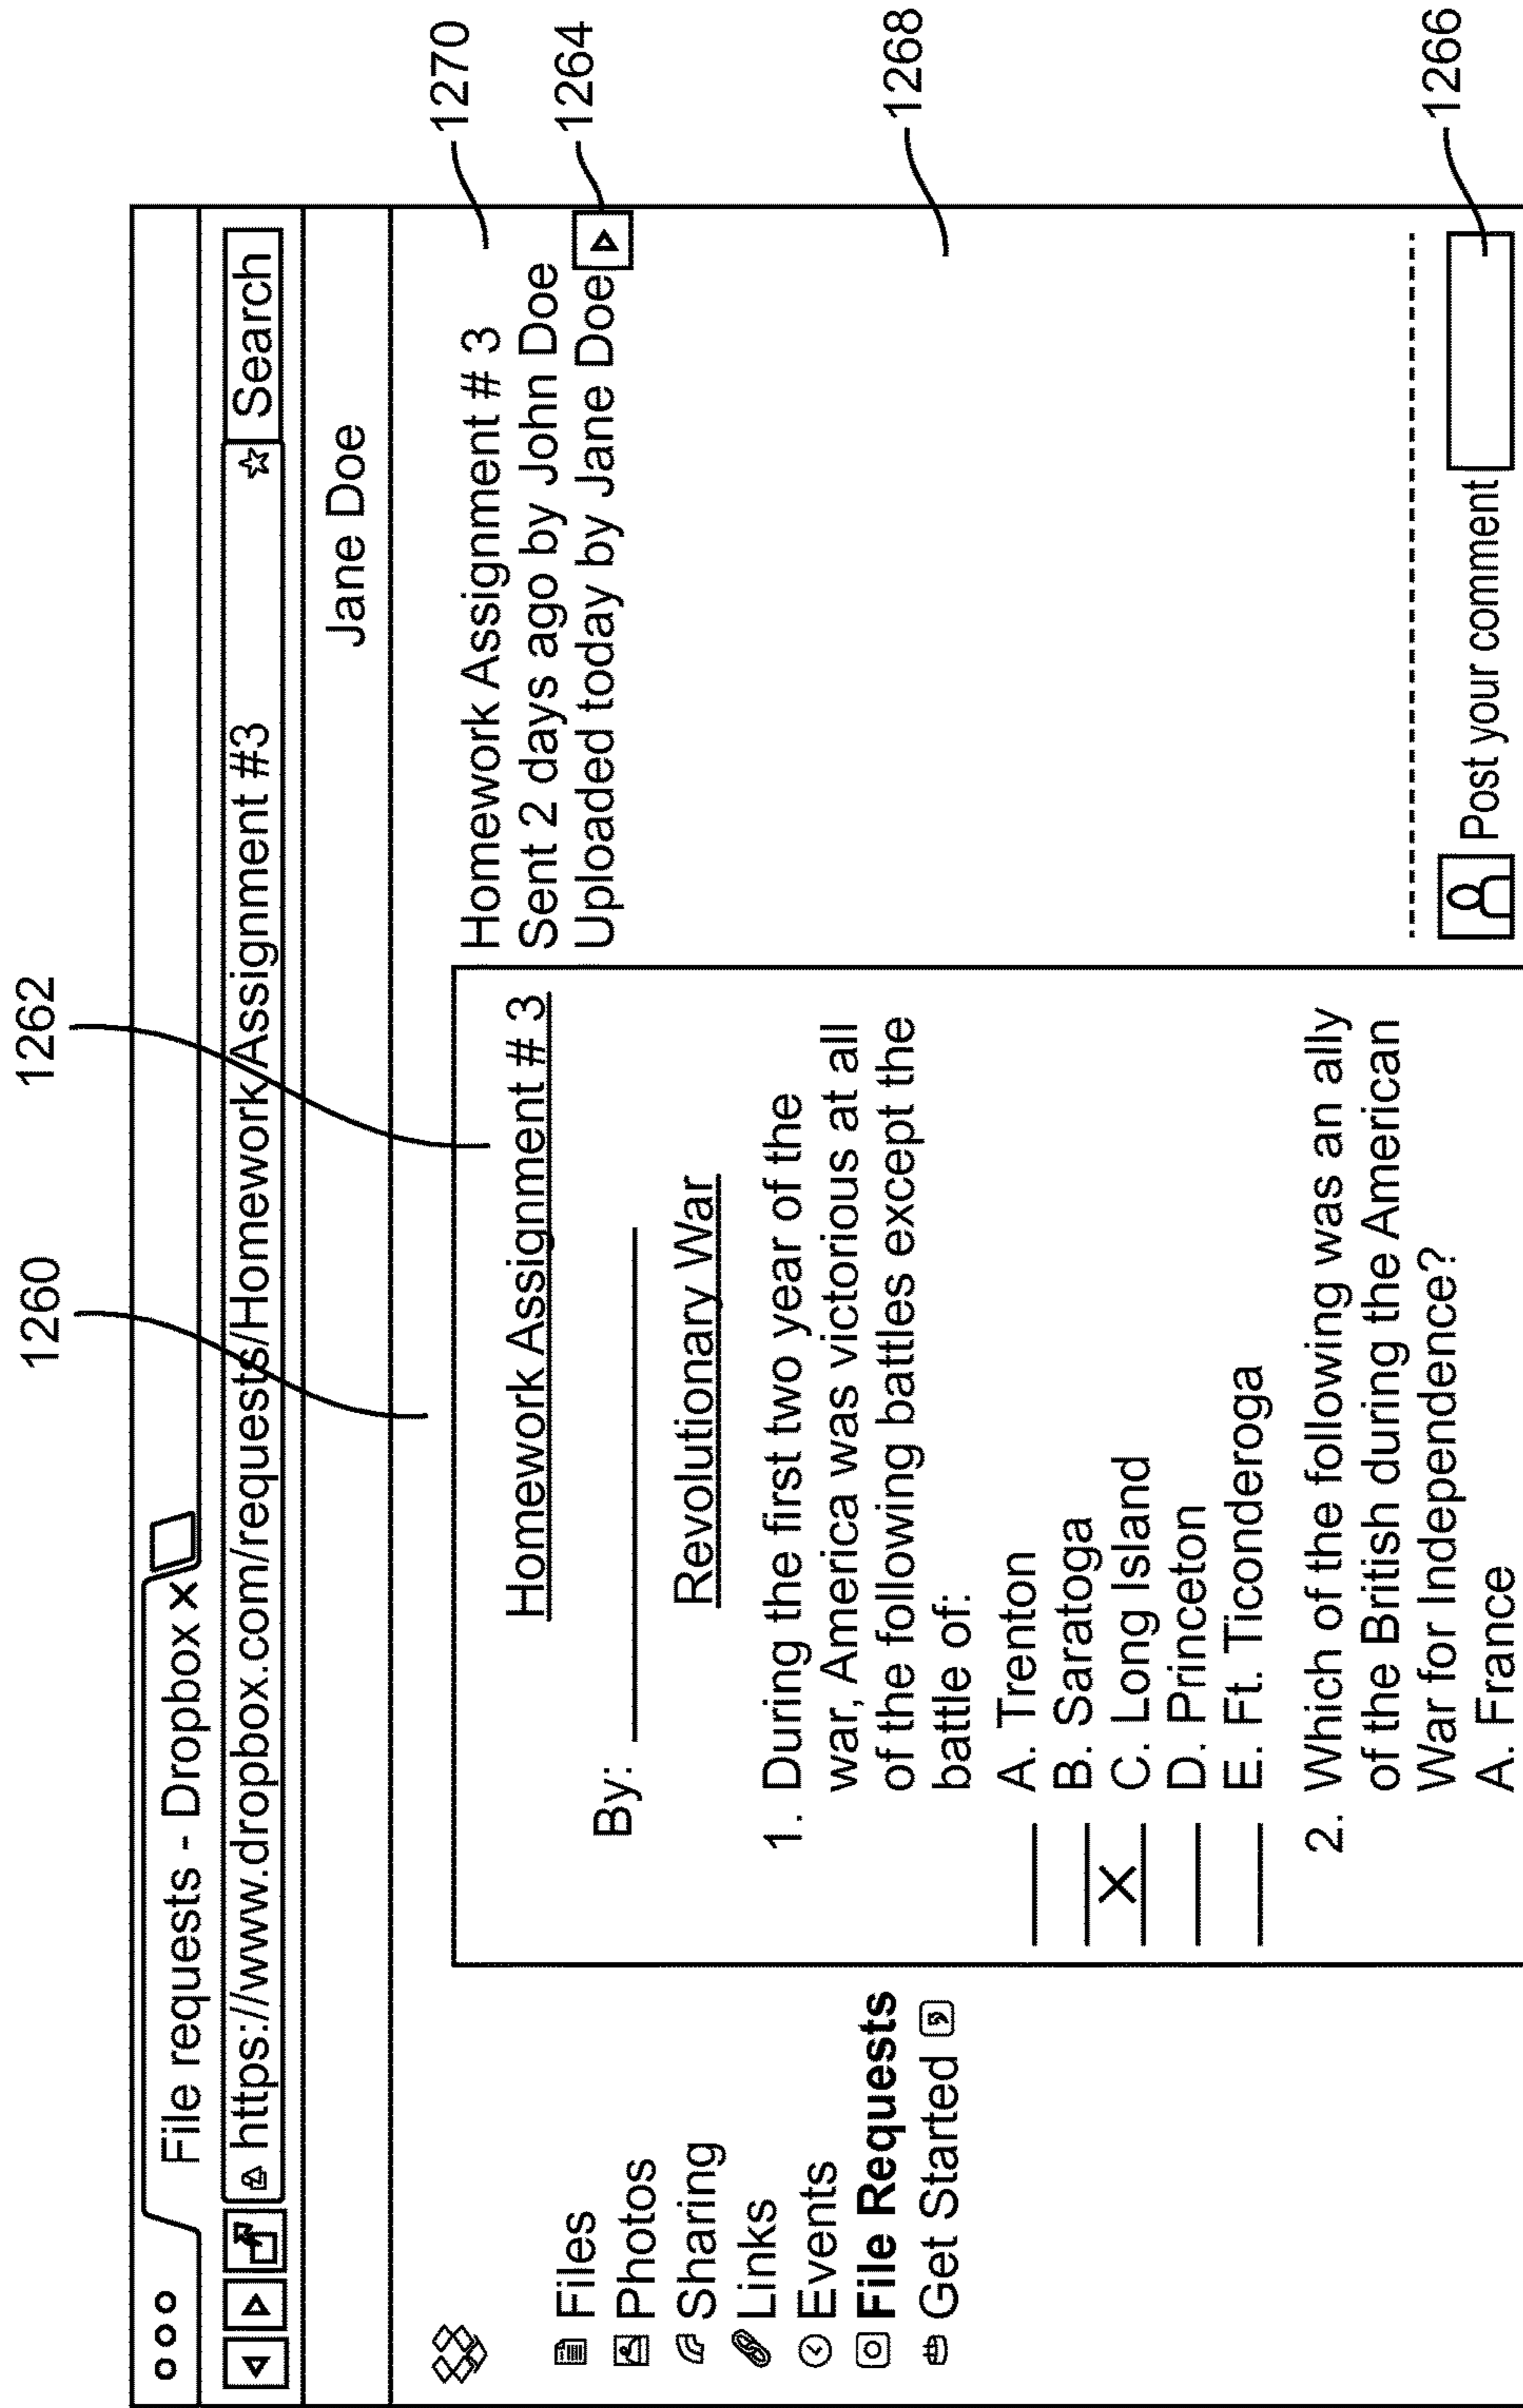 1260
1262
File requests - Dropbox X
https://www.dropbox.com/requests/Homework/Assignment #3
Search
Jane Doe
Files
Photos
Sharing
Links
Events
File Requests
Get Started
Homework Assignment # 3
By:
Revolutionary War
1. During the first two year of the
war, America was victorious at all
of the following battles except the
battle of:
A. Trenton
B. Saratoga
X C. Long Island
D. Princeton
E. Ft. Ticonderoga
2. Which of the following was an ally
of the British during the American
War for Independence?
A. France
Homework Assignment # 3
Sent 2 days ago by John Doe
Uploaded today by Jane Doe
Post your comment
1270
1264
1268
1266